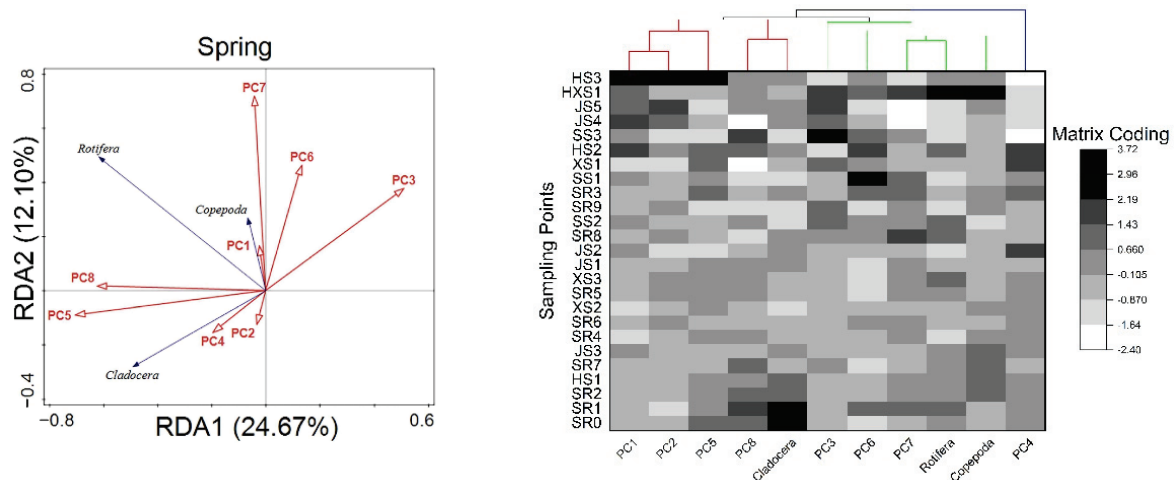 Spring
0.8
PC7
Rotifera
PC6
PC3
Copepoda
PC1
PC8
PC5
PC4
PC2
Cladocera
RDA2 (12.10%)
-0.4
−0.8
RDA1 (24.67%)
0.6
Sampling Points
HS3
HXS1
JS5
JS4
SS3
HS2
XS1
SS1
SR3
SR9
SS2
SR8
JS2
JS1
XS3
SR5
XS2
SR6
SR4
JS3
SR7
HS1
SR2
SR1
SR0
PC1
PC2
PC5
PC8
Cladocera
PC3
PC6
PC7
Rotifera
Copepoda
PC4
Matrix Coding
3.72
2.96
2.19
1.43
0.660
-0.105
-0.870
-1.64
-2.40